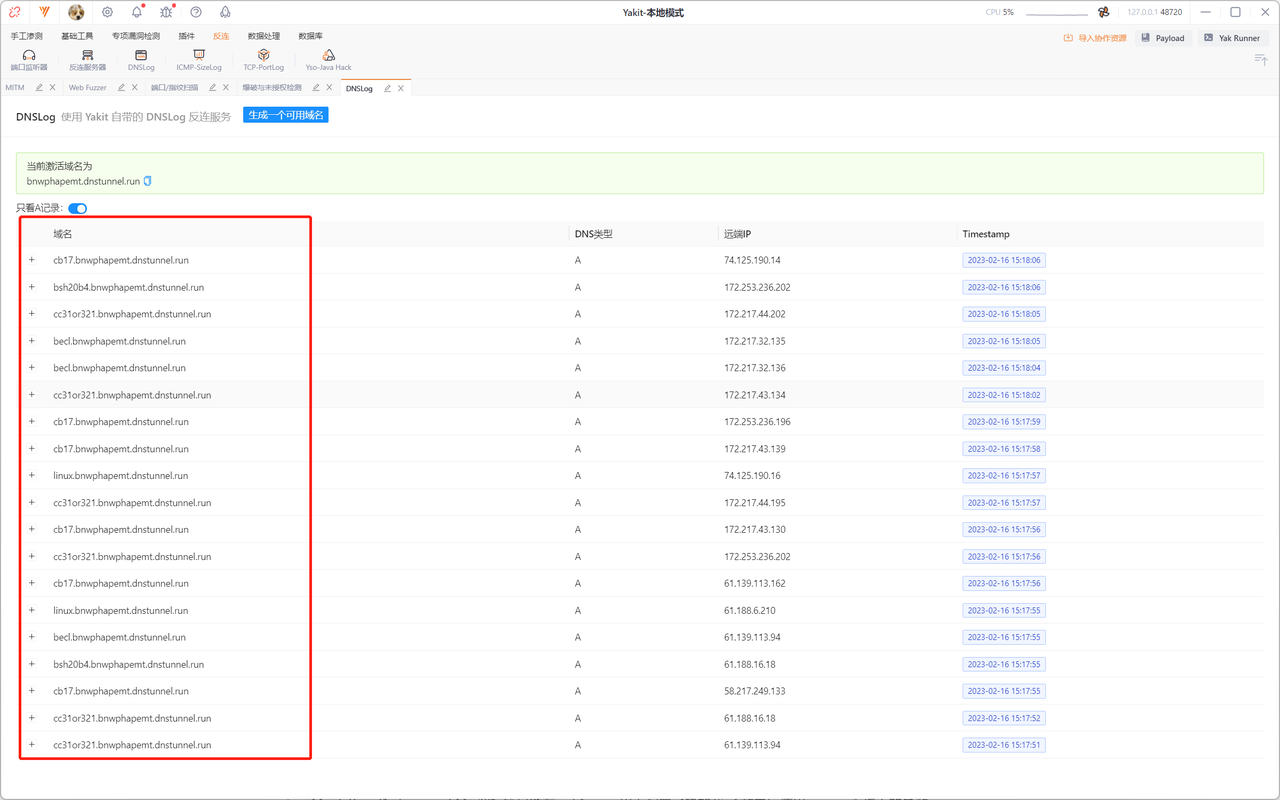 Yakit-本地模式
CPU 5%
127.0.0.1 48720
手工渗测 基础工具 专项漏洞检测 插件 反连 数据处理 数据库
导入协作资源 Payload Yak Runner
端口监听器 反连服务器 DNSLog ICMP-SizeLog TCP-PortLog Yso-Java Hack
MITM Web Fuzzer 端口/指纹扫描 爆破与未授权检测 DNSLog
DNSLog 使用 Yakit 自带的 DNSLog 反连服务 生成一个可用域名
当前激活域名为
bnwphapemt.dnstunnel.run
只看A记录:
域名 DNS类型 远端IP Timestamp
+ cb17.bnwphapemt.dnstunnel.run A 74.125.190.14 2023-02-16 15:18:06
+ bsh20b4.bnwphapemt.dnstunnel.run A 172.253.236.202 2023-02-16 15:18:06
+ cc31or321.bnwphapemt.dnstunnel.run A 172.217.44.202 2023-02-16 15:18:05
+ becl.bnwphapemt.dnstunnel.run A 172.217.32.135 2023-02-16 15:18:05
+ becl.bnwphapemt.dnstunnel.run A 172.217.32.136 2023-02-16 15:18:04
+ cc31or321.bnwphapemt.dnstunnel.run A 172.217.43.134 2023-02-16 15:18:02
+ cb17.bnwphapemt.dnstunnel.run A 172.253.236.196 2023-02-16 15:17:59
+ cb17.bnwphapemt.dnstunnel.run A 172.217.43.139 2023-02-16 15:17:58
+ linux.bnwphapemt.dnstunnel.run A 74.125.190.16 2023-02-16 15:17:57
+ cc31or321.bnwphapemt.dnstunnel.run A 172.217.44.195 2023-02-16 15:17:57
+ cb17.bnwphapemt.dnstunnel.run A 172.217.43.130 2023-02-16 15:17:56
+ cc31or321.bnwphapemt.dnstunnel.run A 172.253.236.202 2023-02-16 15:17:56
+ cb17.bnwphapemt.dnstunnel.run A 61.139.113.162 2023-02-16 15:17:56
+ linux.bnwphapemt.dnstunnel.run A 61.188.6.210 2023-02-16 15:17:55
+ becl.bnwphapemt.dnstunnel.run A 61.139.113.94 2023-02-16 15:17:55
+ bsh20b4.bnwphapemt.dnstunnel.run A 61.188.16.18 2023-02-16 15:17:55
+ cb17.bnwphapemt.dnstunnel.run A 58.217.249.133 2023-02-16 15:17:55
+ cc31or321.bnwphapemt.dnstunnel.run A 61.188.16.18 2023-02-16 15:17:52
+ cc31or321.bnwphapemt.dnstunnel.run A 61.139.113.94 2023-02-16 15:17:51